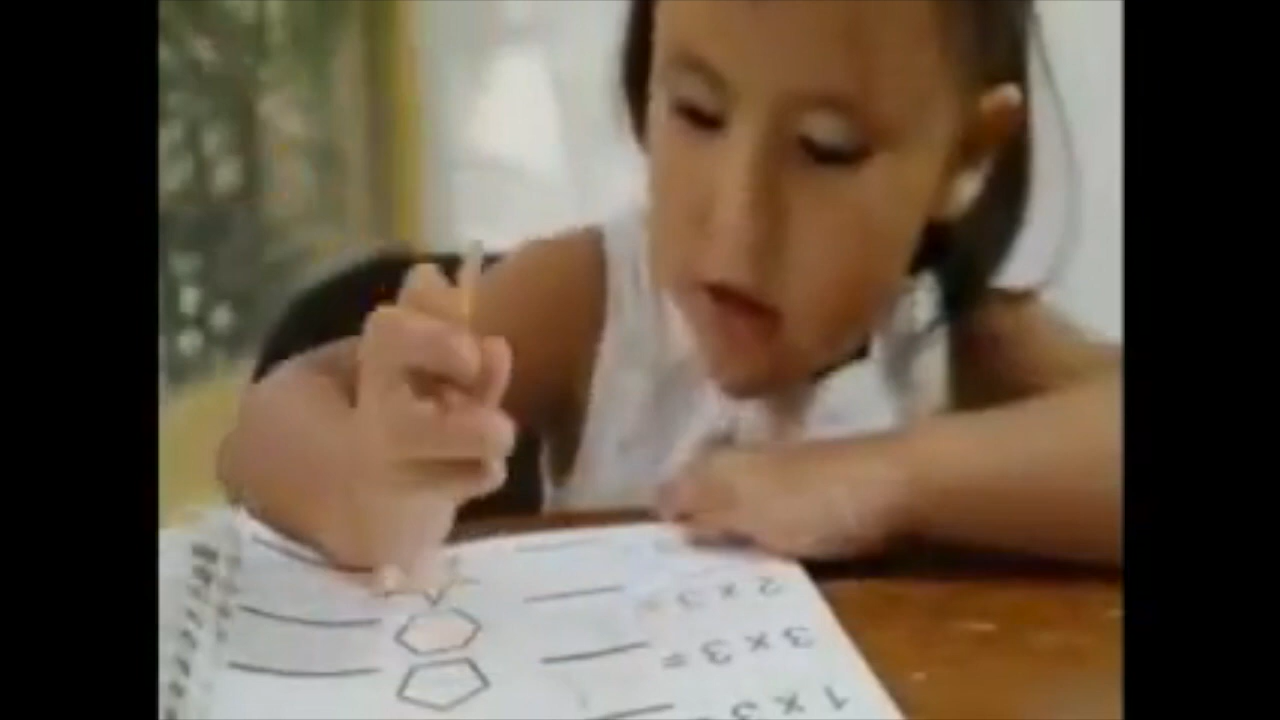 1 x 3
3 x 3 =
2 x 3 =